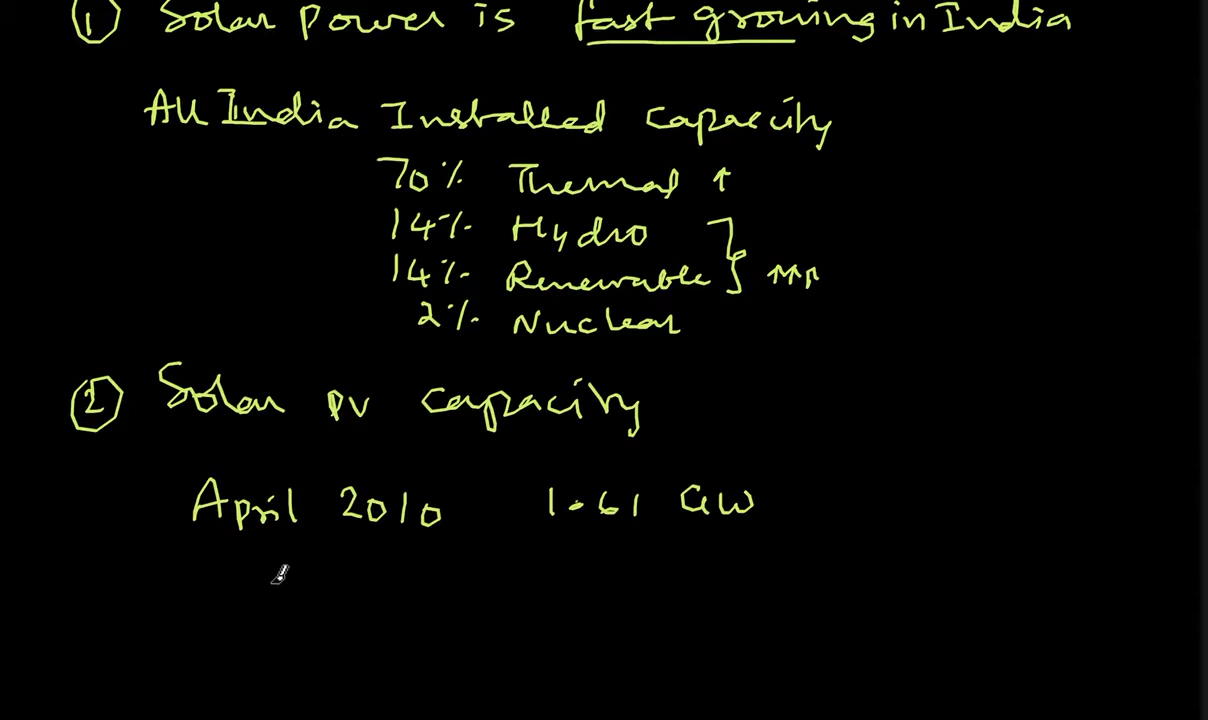 ① Solar Power is fast growing in India
All India Installed Capacity
70% Thermal ↑
14% Hydro
14% Renewable ↑↑↑
2% Nuclear
② Solar PV capacity
April 2010 1.61 GW